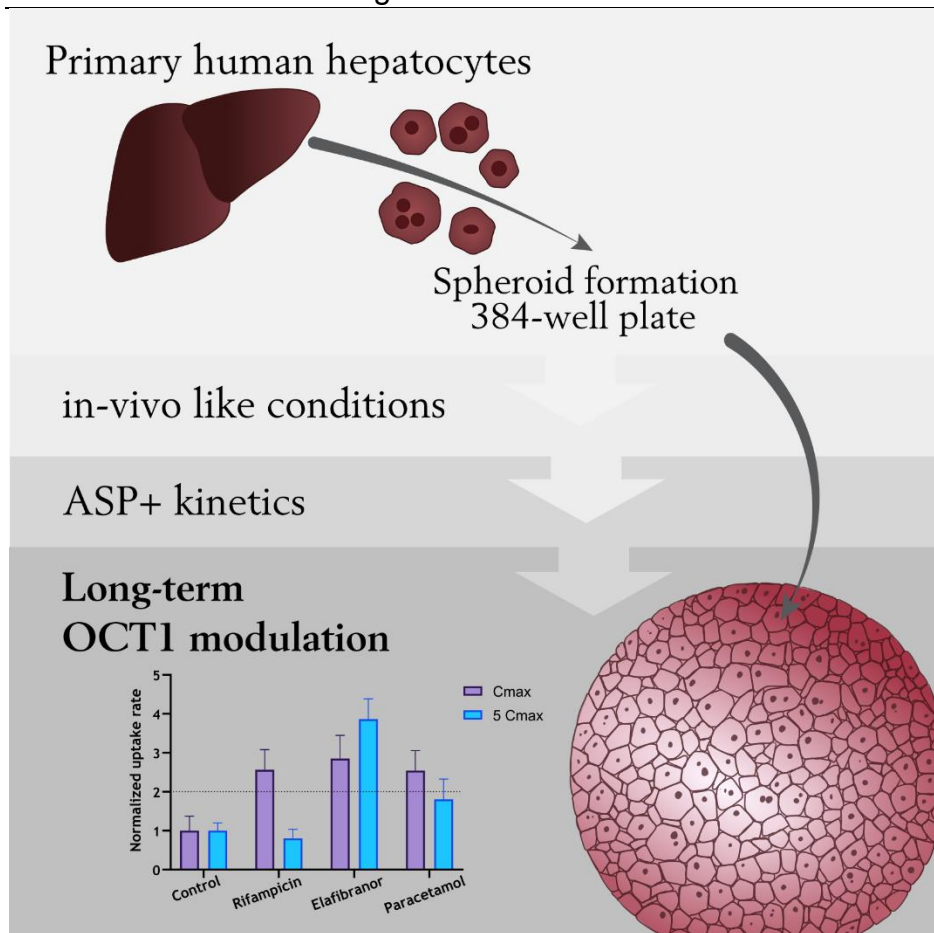 Primary human hepatocytes
Spheroid formation
384-well plate
in-vivo like conditions
ASP+ kinetics
Long-term
OCT1 modulation
Normalized uptake rate
5
4
3
2
1
0
Control
Rifampicin
Elafibranor
Paracetamol
Cmax
5 Cmax